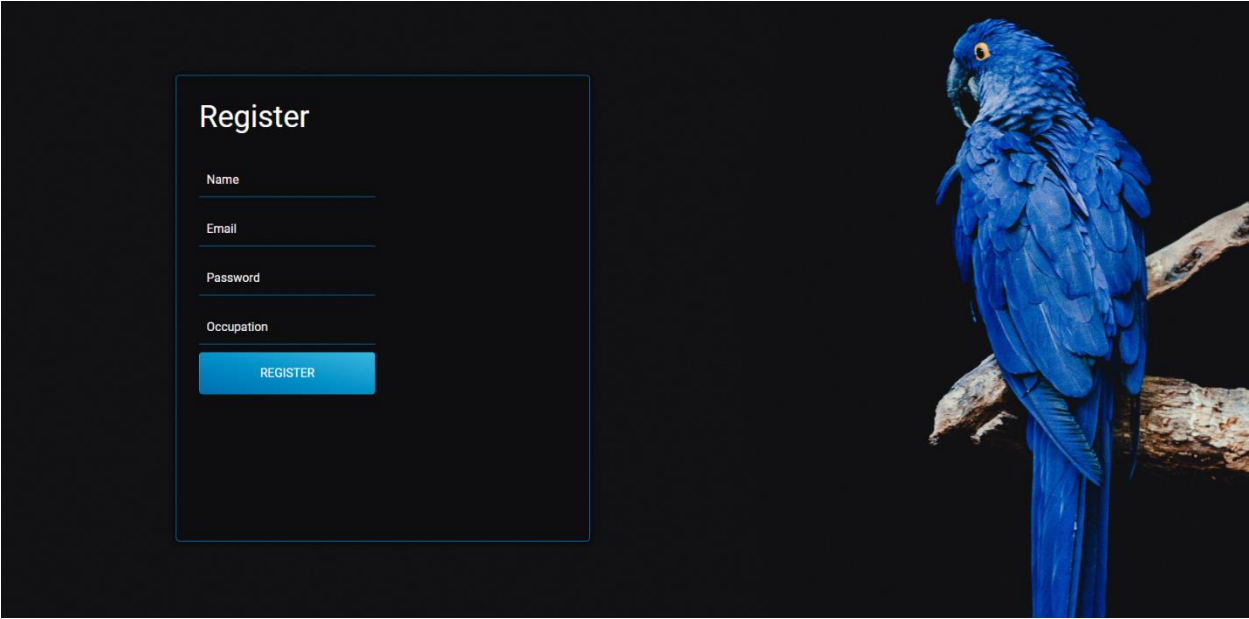 Register
Name
Email
Password
Occupation
REGISTER